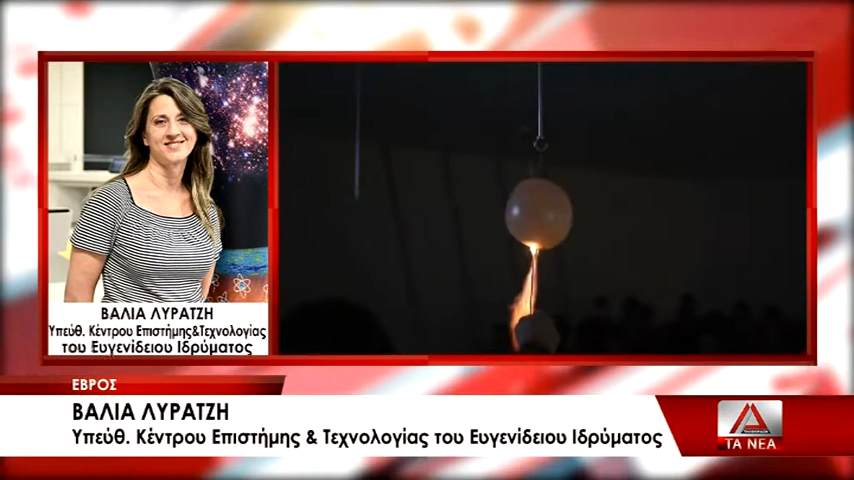 ΒΑΛΙΑ ΛΥΡΑΤΖΗ
Υπεύθ. Κέντρου Επιστήμης&Τεχνολογίας
του Ευγενίδειου Ιδρύματος
ΕΒΡΟΣ
ΒΑΛΙΑ ΛΥΡΑΤΖΗ
Υπεύθ. Κέντρου Επιστήμης & Τεχνολογίας του Ευγενίδειου Ιδρύματος
ΤΑ ΝΕΑ